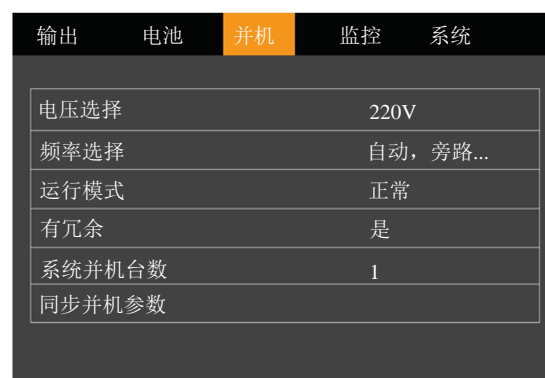 输出 电池 并机 监控 系统
电压选择 220V
频率选择 自动，旁路...
运行模式 正常
有冗余 是
系统并机台数 1
同步并机参数